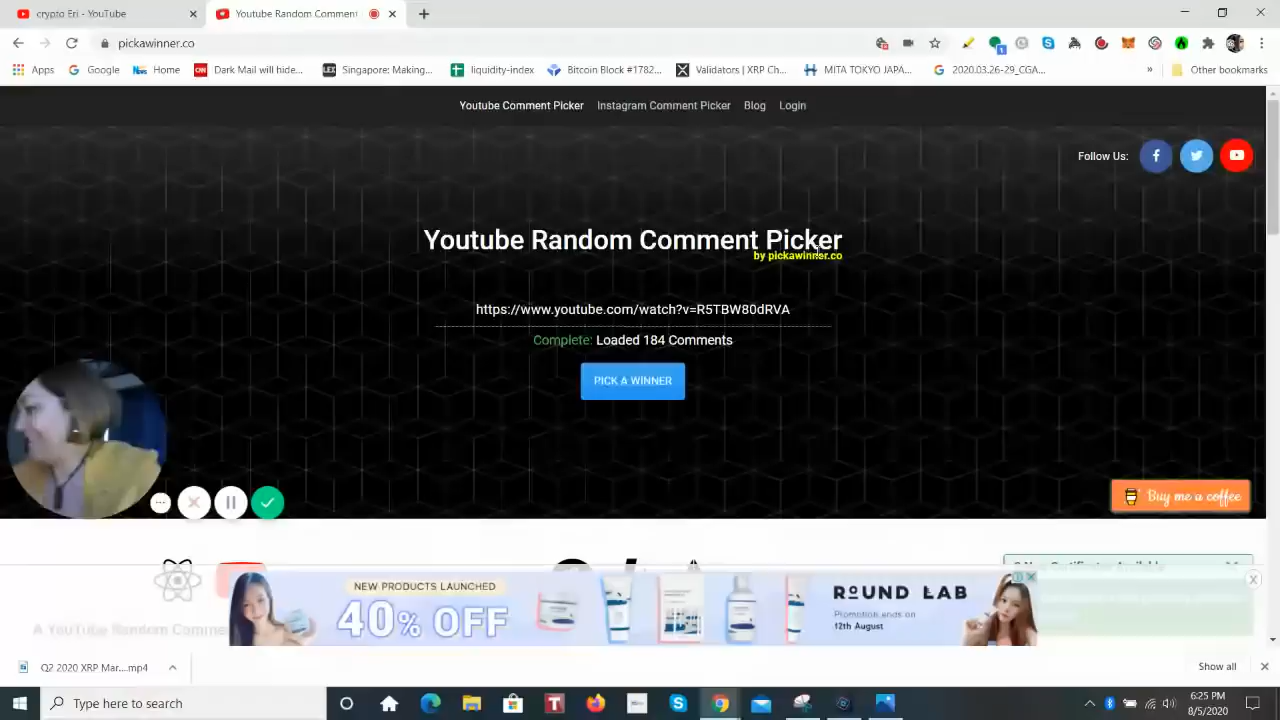 crypto Eri - YouTube
Youtube Random Comment
pickawinner.co
Apps
Google
Home
Dark Mail will hide...
Singapore: Making...
liquidity-index
Bitcoin Block #1782...
Validators | XRP Ch...
MITA TOKYO JAPA...
2020.03.26-29_CGA...
Other bookmarks
Youtube Comment Picker
Instagram Comment Picker
Blog
Login
Follow Us:
Youtube Random Comment Picker
by pickawinner.co
https://www.youtube.com/watch?v=R5TBW80dRVA
Complete: Loaded 184 Comments
PICK A WINNER
Buy me a coffee
NEW PRODUCTS LAUNCHED
40% OFF
ROUND LAB
Promotion ends on
12th August
A YouTube Random Commen
Q2 2020 XRP Mar....mp4
Show all
Type here to search
6:25 PM
8/5/2020